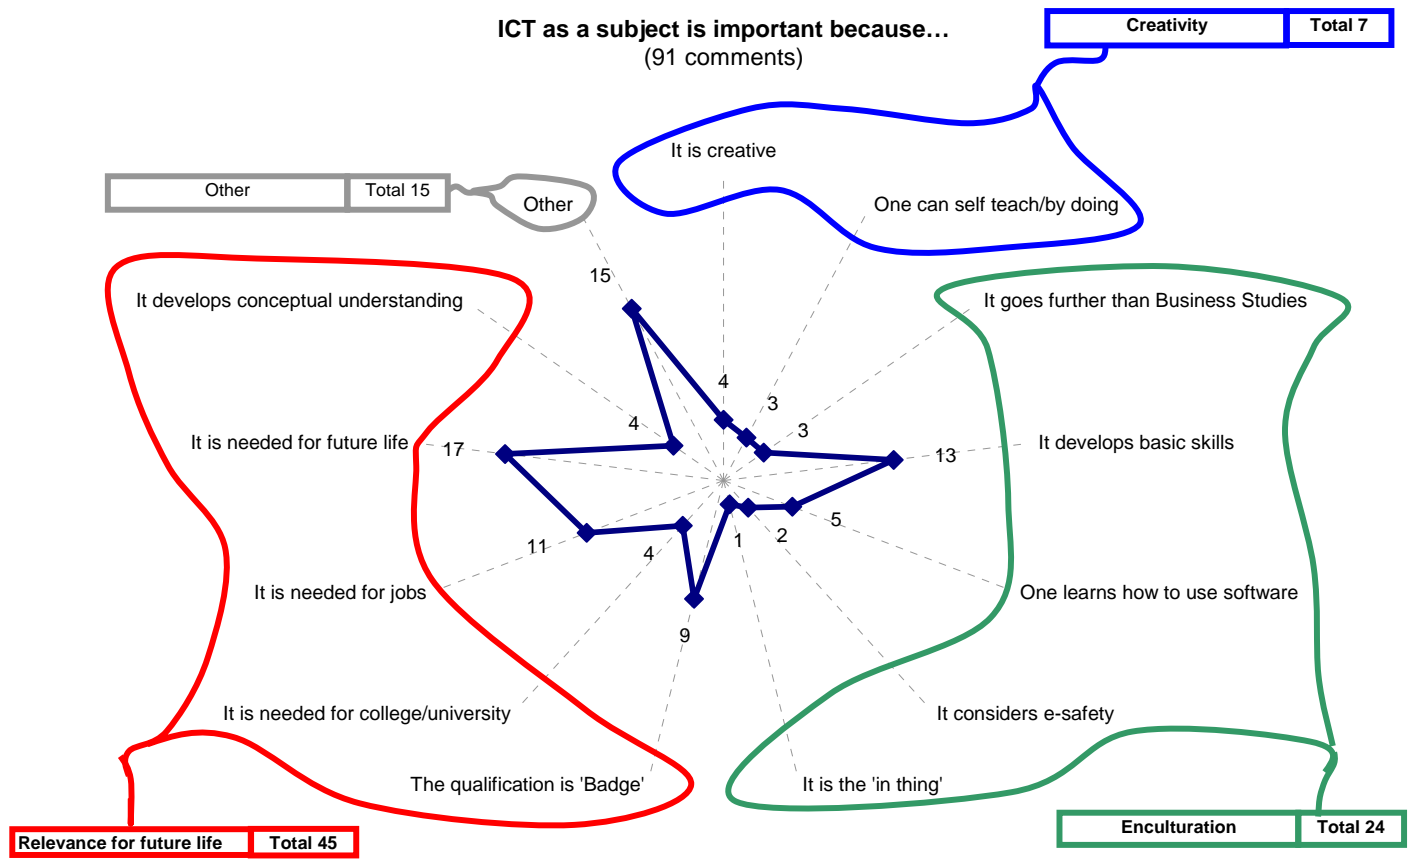 ICT as a subject is important because…
(91 comments)
Creativity Total 7
It is creative
Other Total 15
Other
One can self teach/by doing
15
It develops conceptual understanding
It goes further than Business Studies
4
3
4
3
It is needed for future life
17
13
It develops basic skills
11
4
1
2
5
It is needed for jobs
One learns how to use software
9
It is needed for college/university
It considers e-safety
The qualification is 'Badge'
It is the 'in thing'
Relevance for future life Total 45
Enculturation Total 24